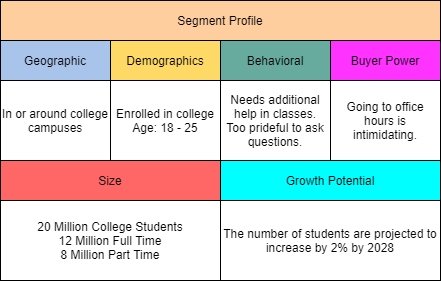 Segment Profile
Geographic
Demographics
Behavioral
Buyer Power
In or around college
campuses
Enrolled in college
Age: 18 - 25
Needs additional
help in classes.
Too prideful to ask
questions.
Going to office
hours is
intimidating.
Size
Growth Potential
20 Million College Students
12 Million Full Time
8 Million Part Time
The number of students are projected to
increase by 2% by 2028